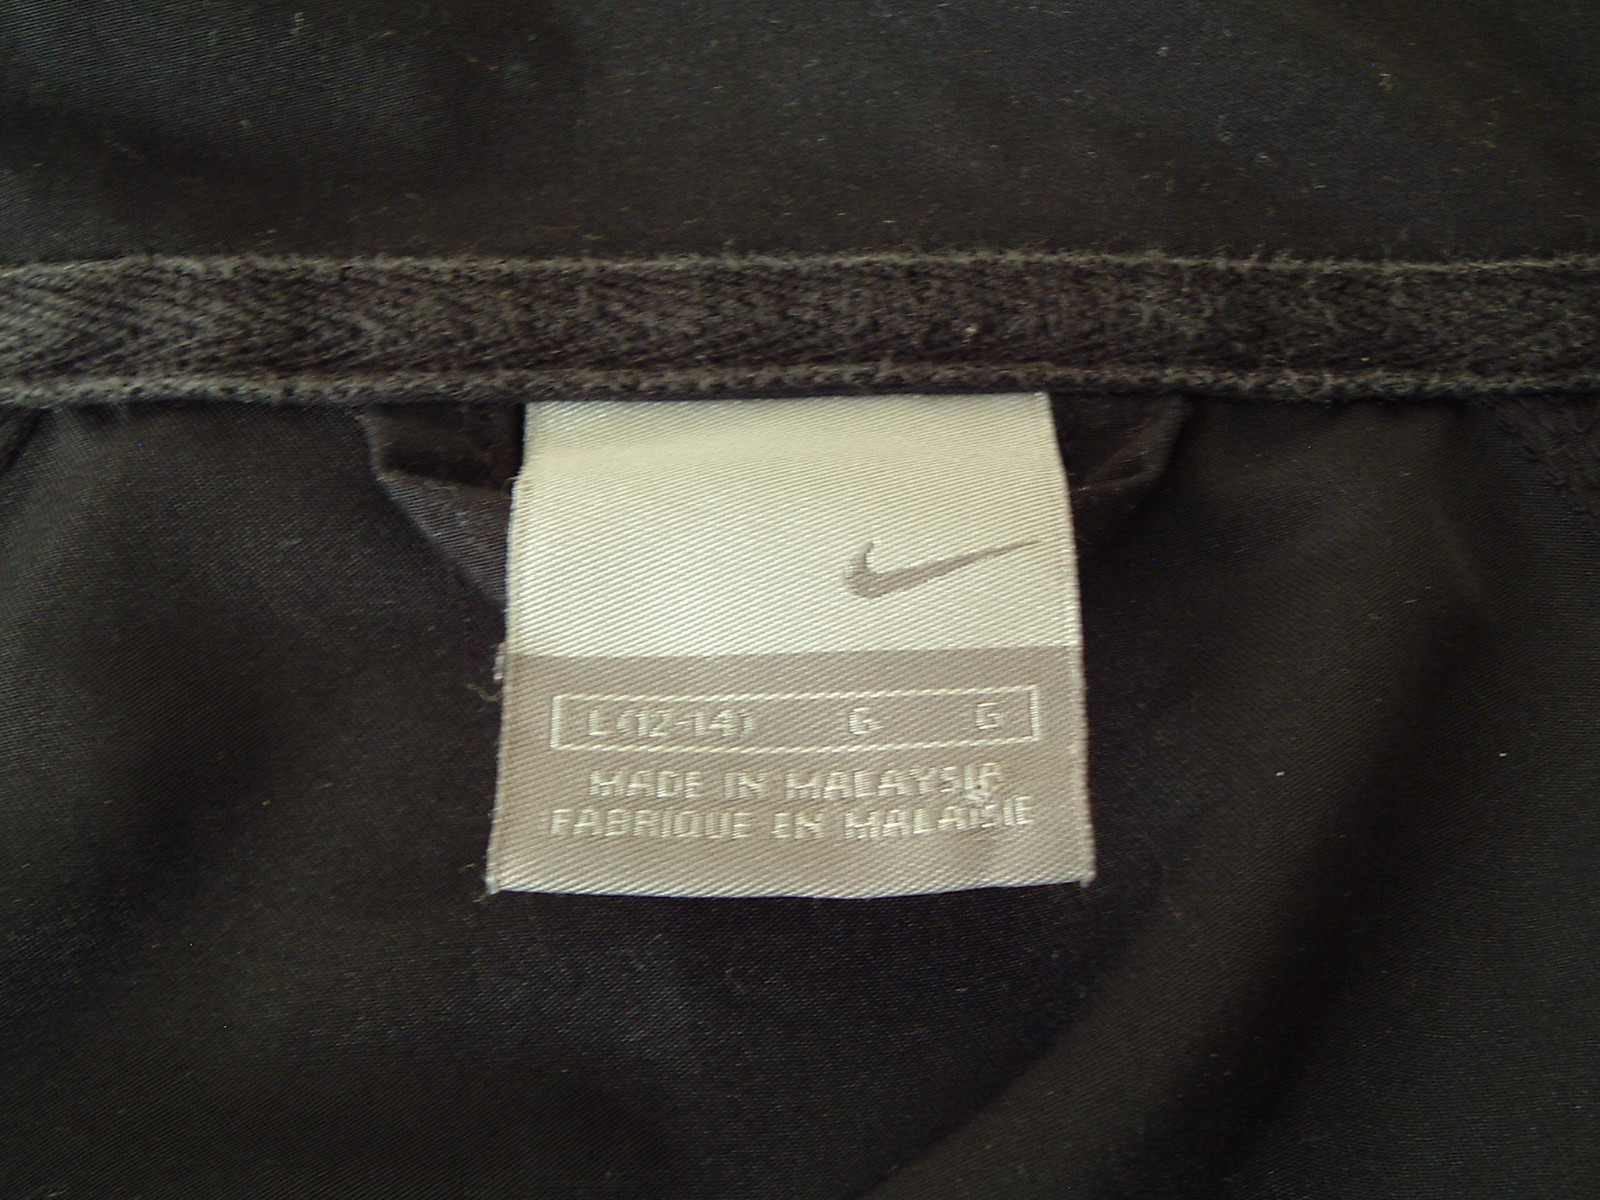 L (12-14) G G
MADE IN MALAYSIA
FABRIQUE EN MALAISIE